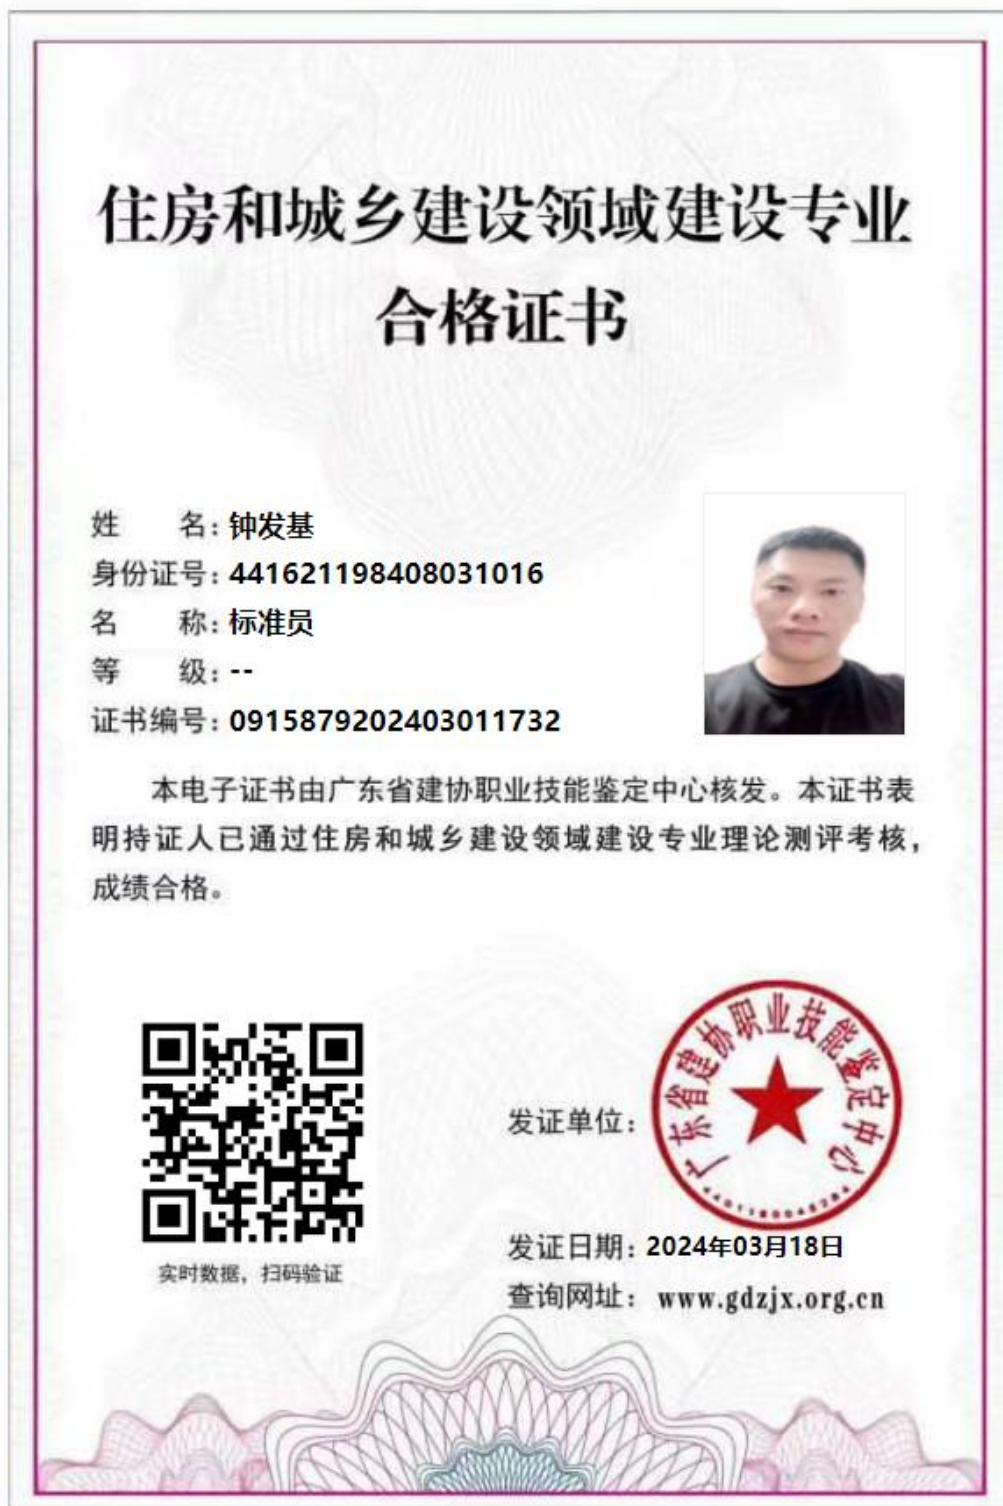 住房和城乡建设领域建设专业
合格证书
姓 名：钟发基
身份证号：441621198408031016
名 称：标准员
等 级：--
证书编号：0915879202403011732
本电子证书由广东省建协职业技能鉴定中心核发。本证书表
明持证人已通过住房和城乡建设领域建设专业理论测评考核，
成绩合格。
广东省建协职业技能鉴定中心
发证单位：
发证日期：2024年03月18日
实时数据，扫码验证
查询网址：www.gdzjx.org.cn